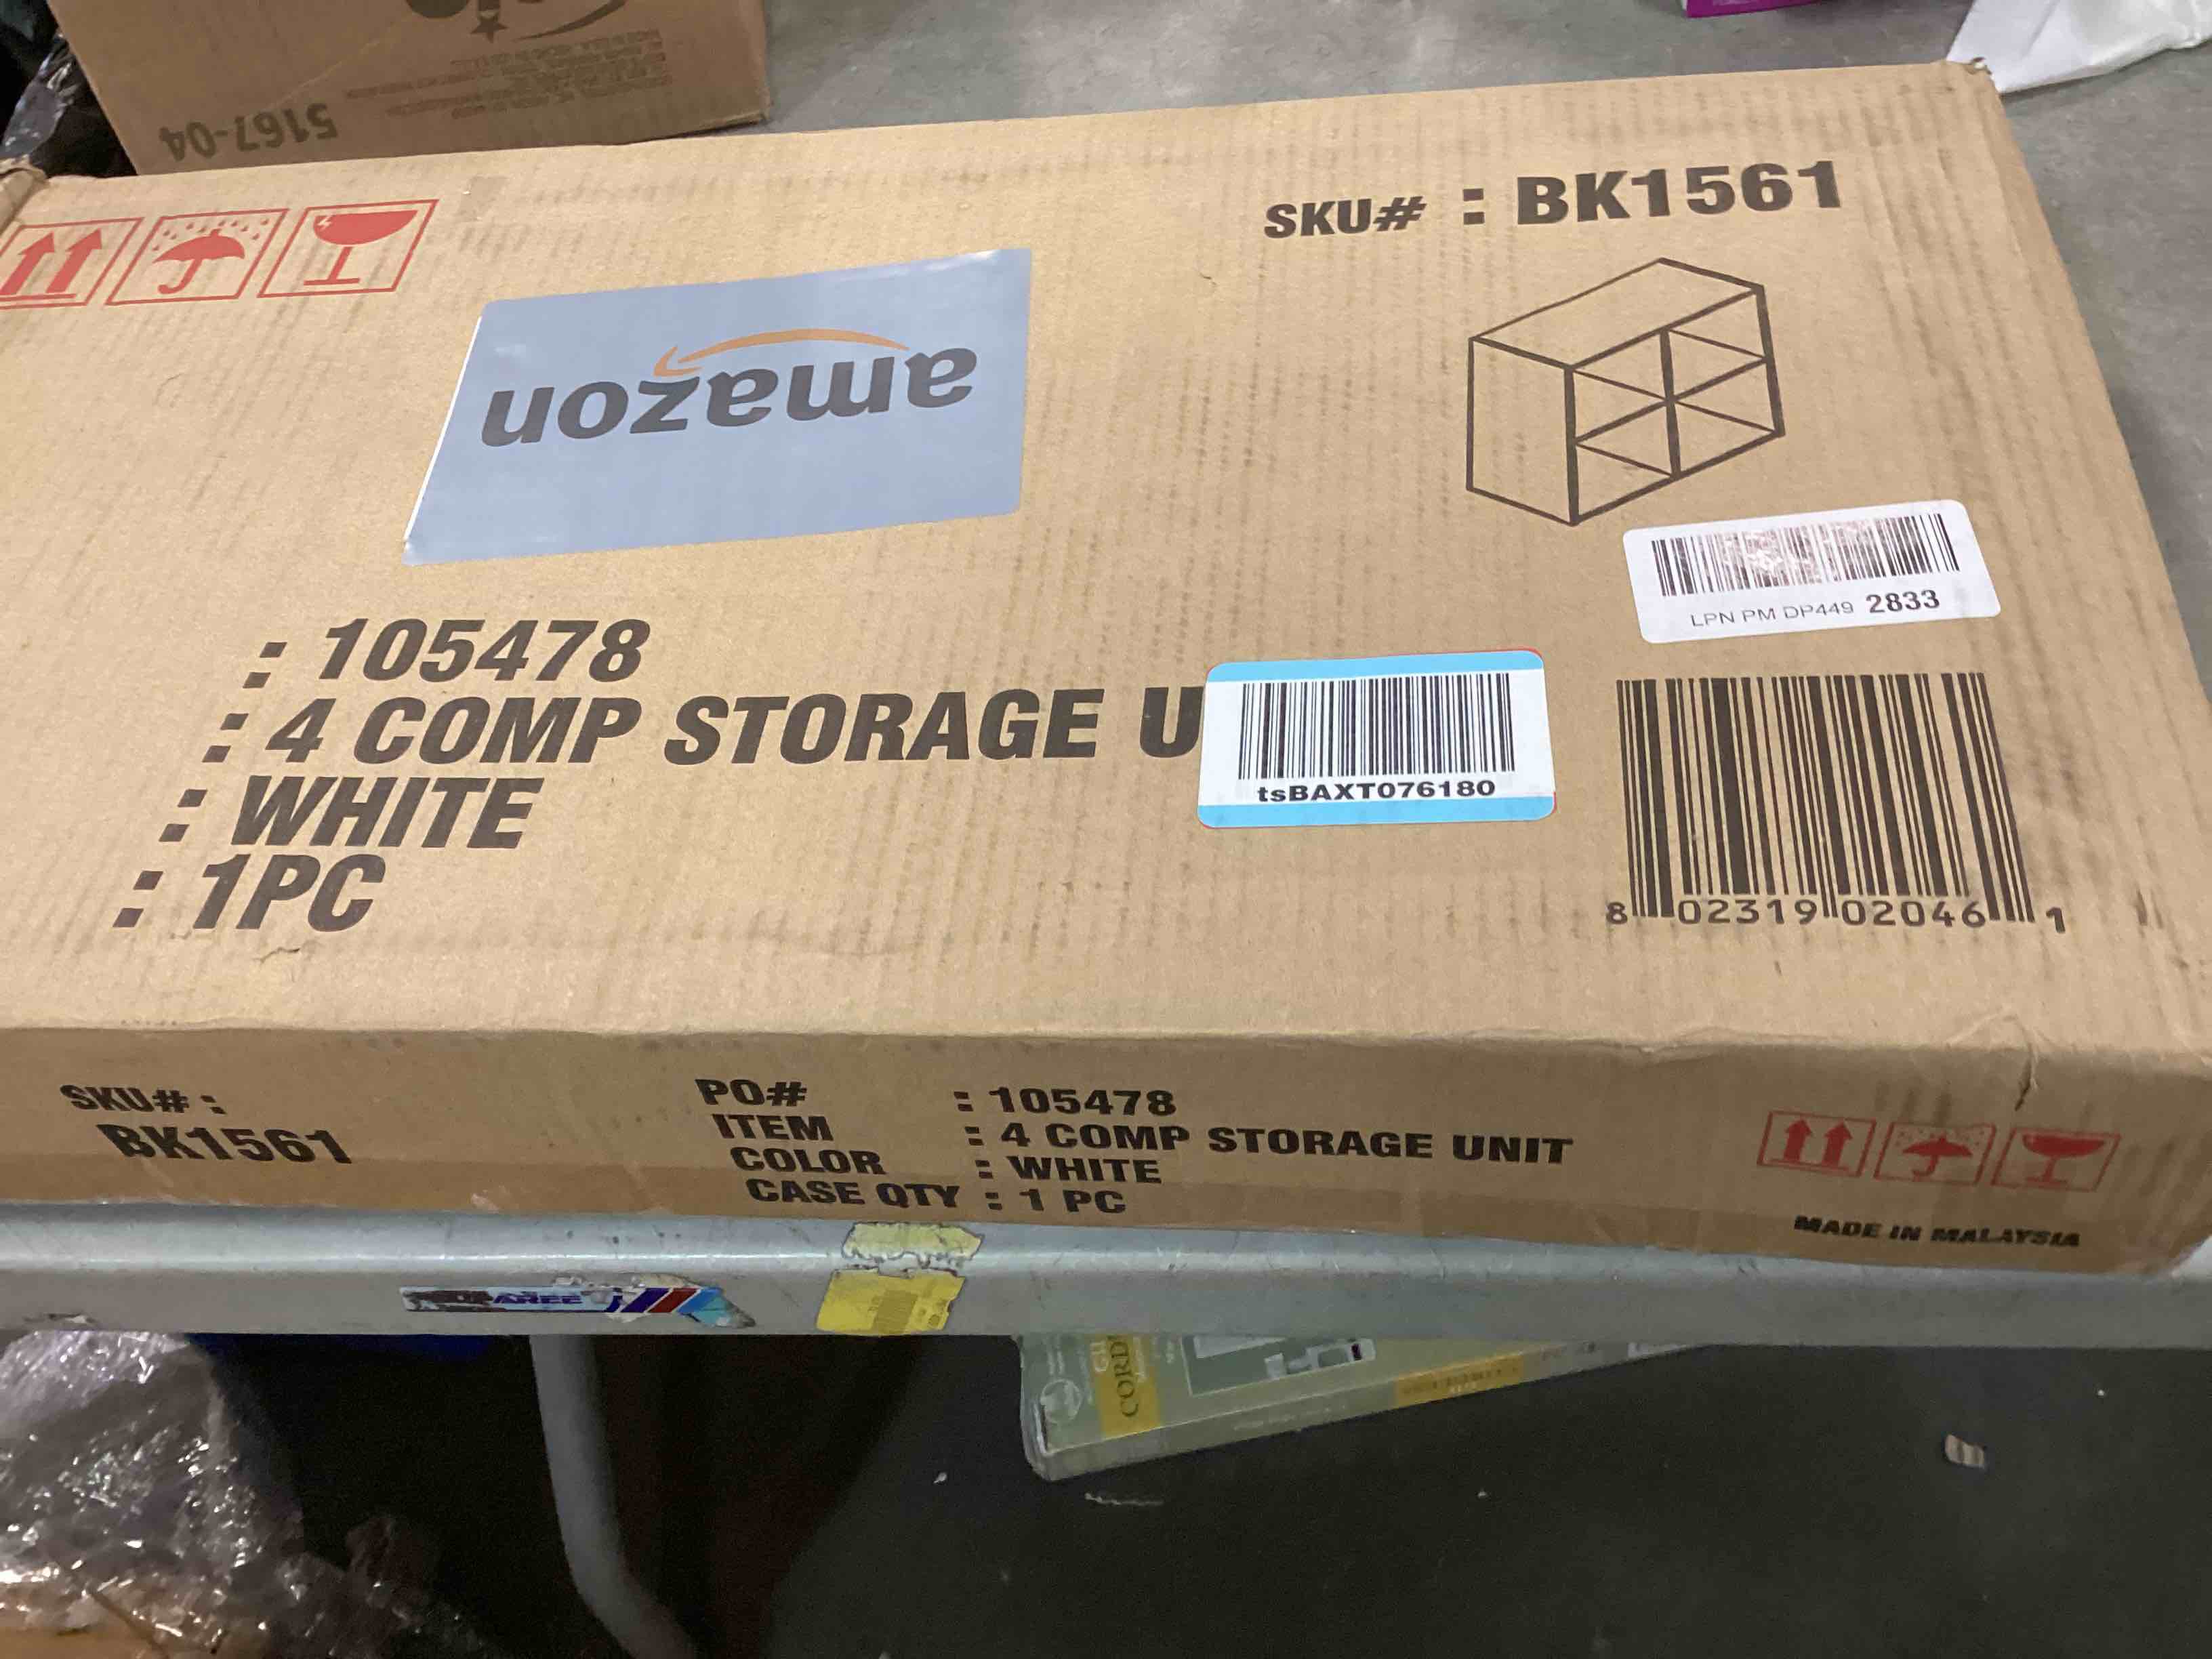 5167-04
SKU# : BK1561
amazon
LPN PM DP449 2833
: 105478
: 4 COMP STORAGE U
tsBAXT076180
: WHITE
: 1PC
8 02319 02046 1
SKU# :
BK1561
PO# : 105478
ITEM : 4 COMP STORAGE UNIT
COLOR : WHITE
CASE QTY : 1 PC
MADE IN MALAYSIA